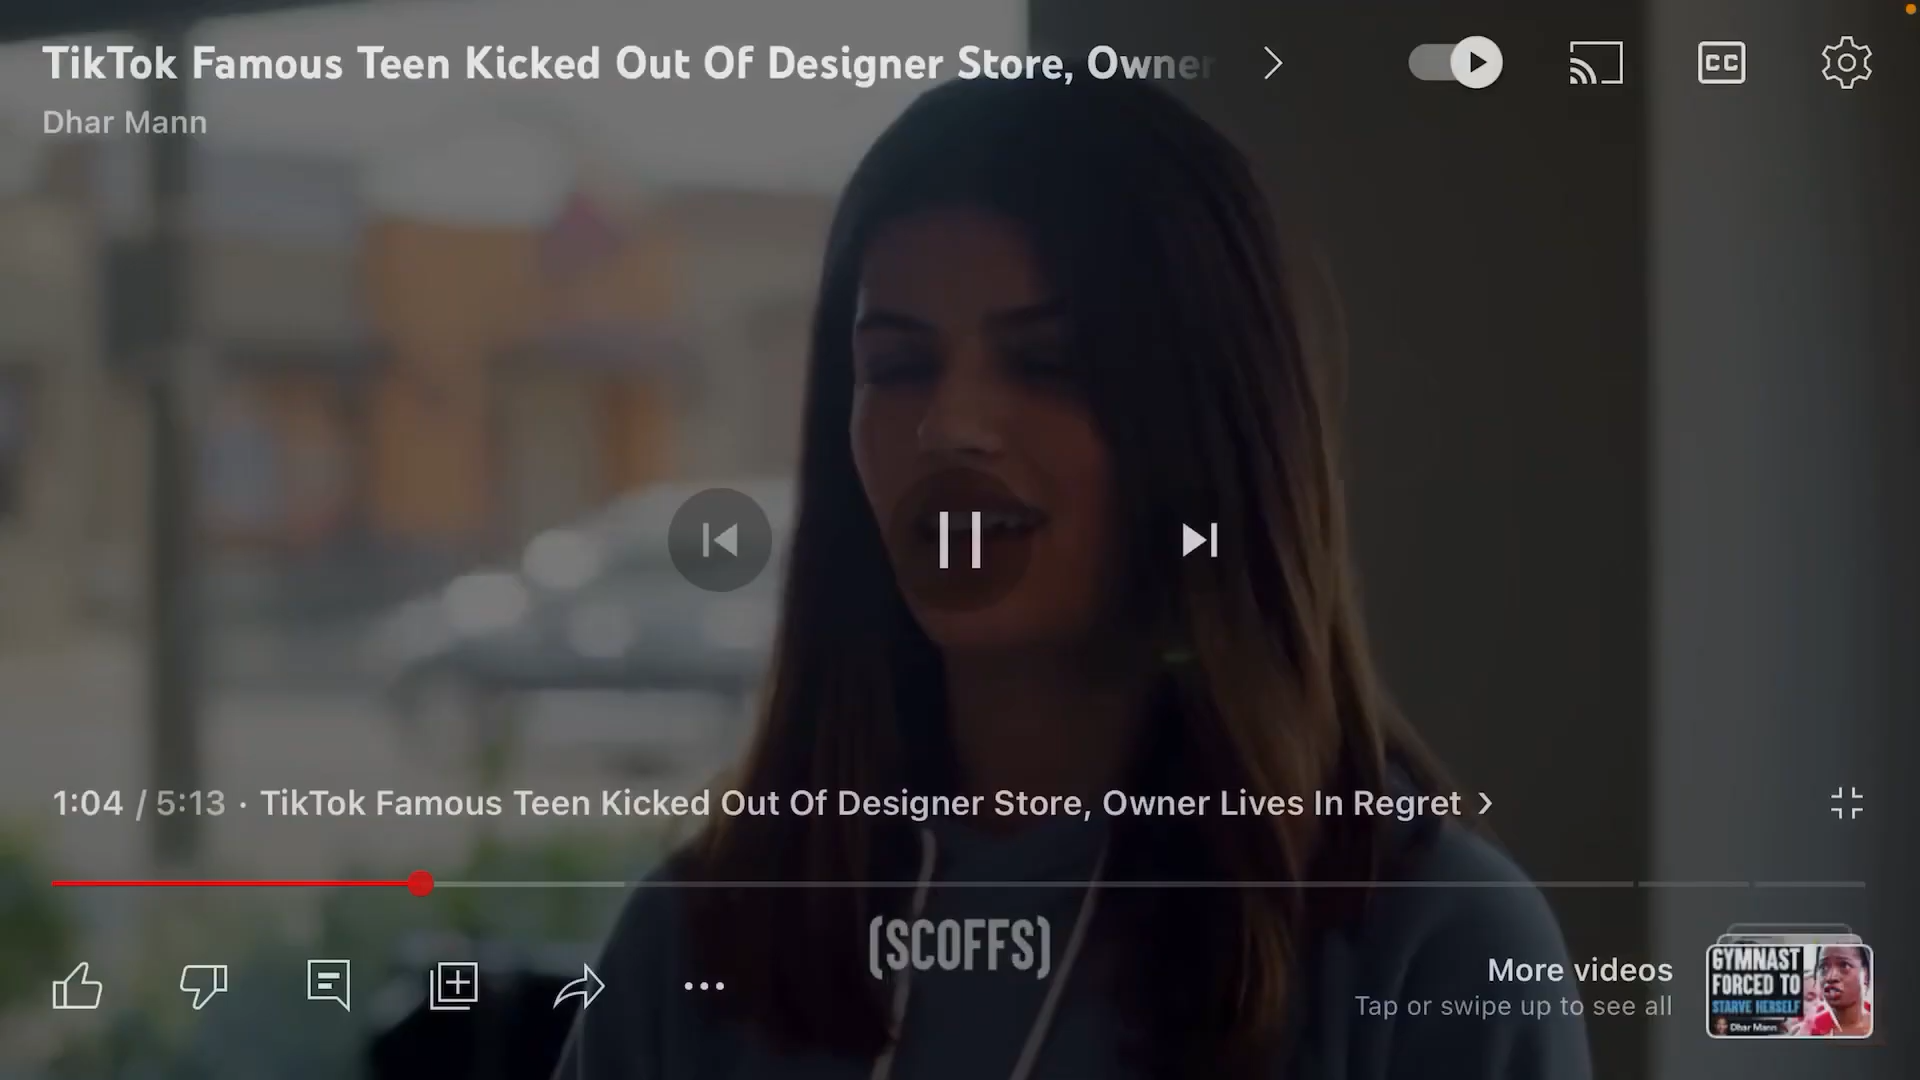 TikTok Famous Teen Kicked Out Of Designer Store, Owner
Dhar Mann
CC
1:04 / 5:13 · TikTok Famous Teen Kicked Out Of Designer Store, Owner Lives In Regret
(SCOFFS)
More videos
Tap or swipe up to see all
GYMNAST
FORCED TO
STARVE HERSELF
Dhar Mann